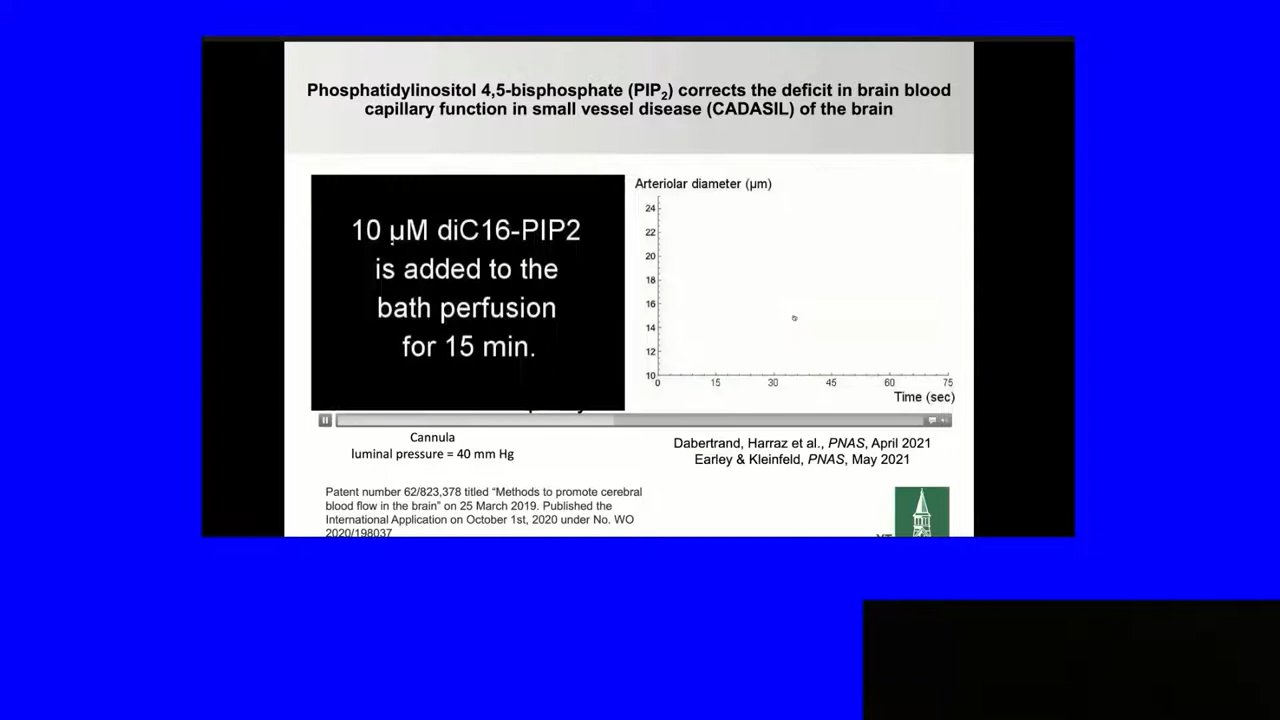 Phosphatidylinositol 4,5-bisphosphate (PIP₂) corrects the deficit in brain blood
capillary function in small vessel disease (CADASIL) of the brain
10 µM diC16-PIP2
is added to the
bath perfusion
for 15 min.
Arteriolar diameter (µm)
24
22
20
18
16
14
12
10
0 15 30 45 60 75
Time (sec)
Cannula
luminal pressure = 40 mm Hg
Dabertrand, Harraz et al., PNAS, April 2021
Earley & Kleinfeld, PNAS, May 2021
Patent number 62/823,378 titled “Methods to promote cerebral
blood flow in the brain” on 25 March 2019. Published the
International Application on October 1st, 2020 under No. WO
2020/198037